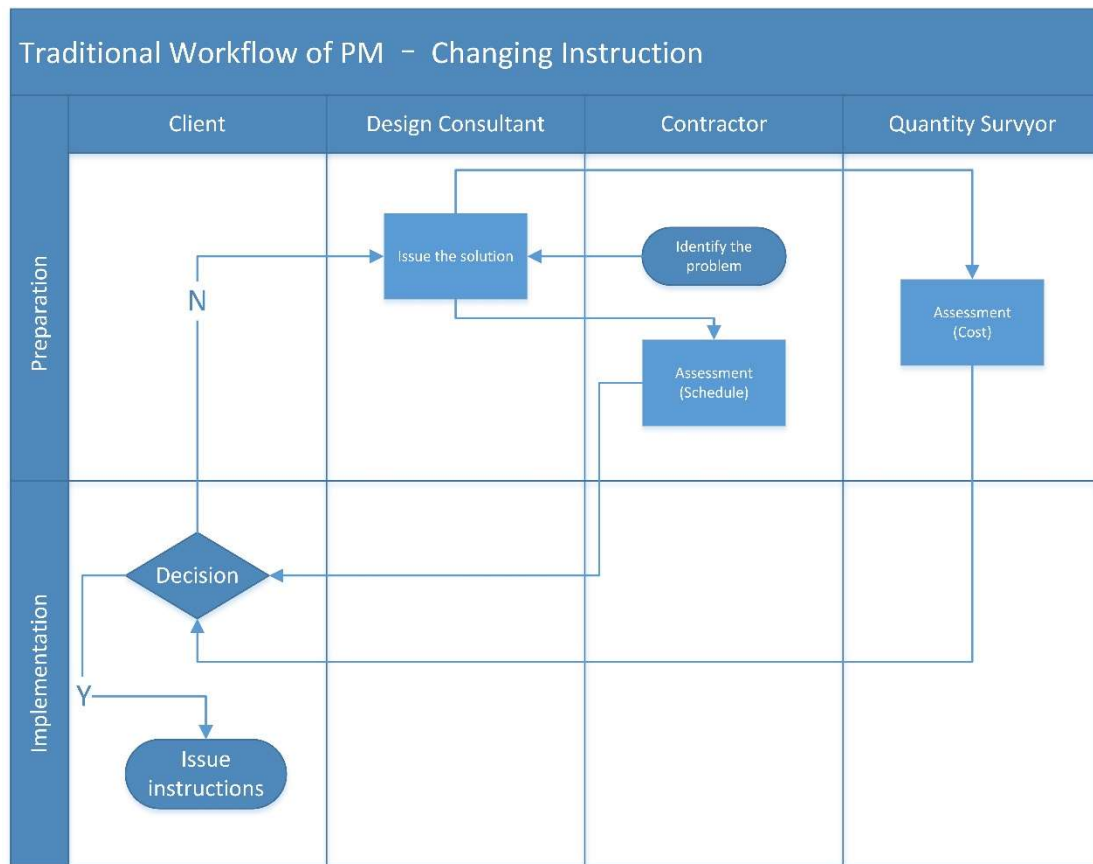 Traditional Workflow of PM – Changing Instruction
Client
Design Consultant
Contractor
Quantity Survyor
Preparation
Issue the solution
Identify the
problem
N
Assessment
(Cost)
Assessment
(Schedule)
Implementation
Decision
Y
Issue
instructions